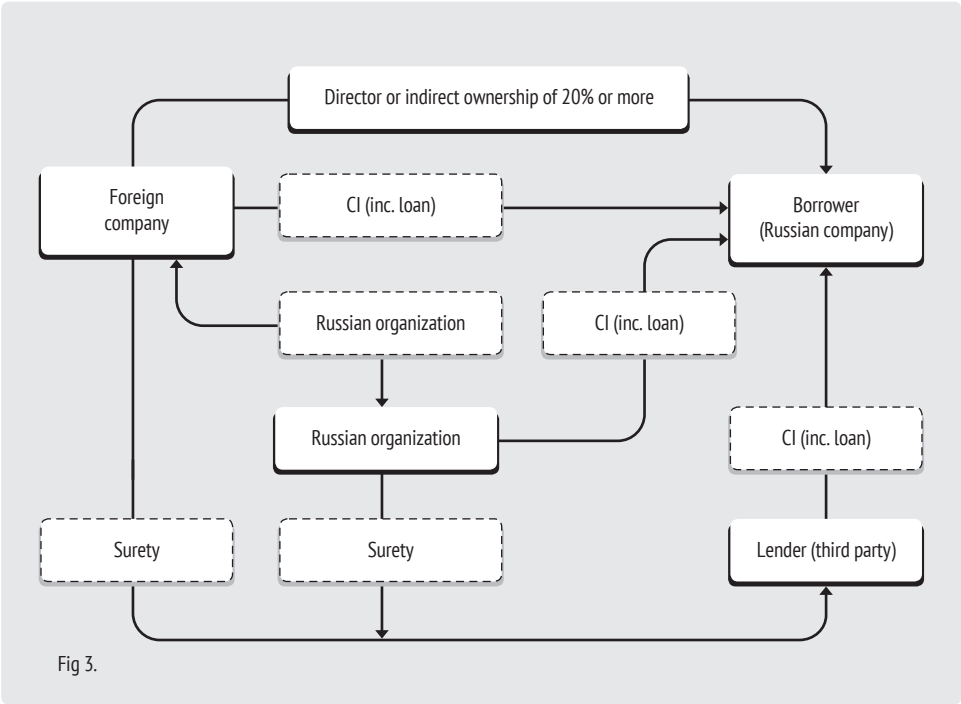 Director or indirect ownership of 20% or more
Foreign
company
CI (inc. loan)
Borrower
(Russian company)
Russian organization
CI (inc. loan)
Russian organization
CI (inc. loan)
Surety
Surety
Lender (third party)
Fig 3.